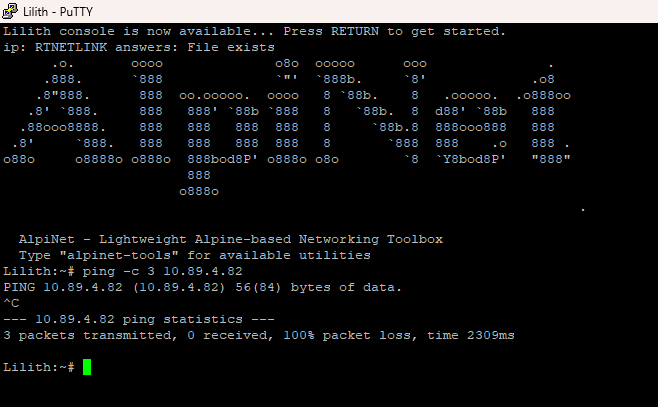 Lilith - PuTTY
Lilith console is now available... Press RETURN to get started.
ip: RTNETLINK answers: File exists
AlpiNet
AlpiNet - Lightweight Alpine-based Networking Toolbox
Type "alpinet-tools" for available utilities
Lilith:~# ping -c 3 10.89.4.82
PING 10.89.4.82 (10.89.4.82) 56(84) bytes of data.
^C
--- 10.89.4.82 ping statistics ---
3 packets transmitted, 0 received, 100% packet loss, time 2309ms
Lilith:~#